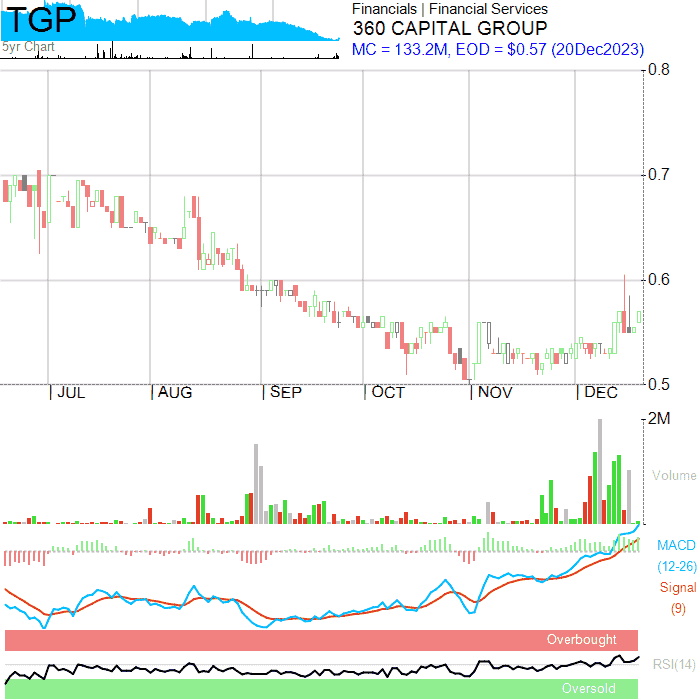 TGP
5yr Chart
Financials | Financial Services
360 CAPITAL GROUP
MC = 133.2M, EOD = $0.57 (20Dec2023)
0.8
0.7
0.6
0.5
JUL
AUG
SEP
OCT
NOV
DEC
2M
Volume
MACD
(12-26)
Signal
(9)
Overbought
RSI(14)
Oversold